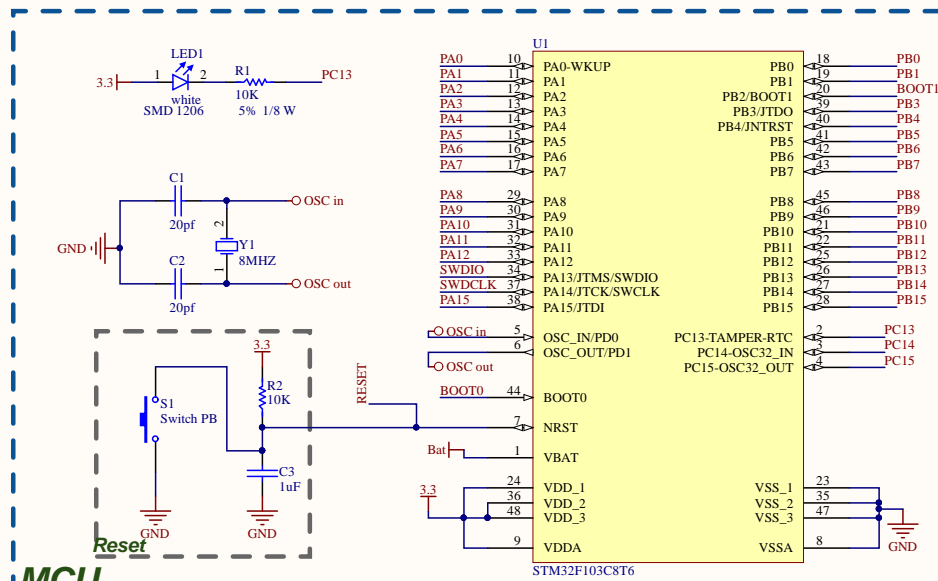 LED1
3.3
1
2
R1
PC13
10K
white
SMD 1206
5% 1/8 W
C1
20pf
OSC in
GND
2
Y1
8MHZ
1
C2
20pf
OSC out
3.3
R2
10K
S1
Switch PB
C3
1uF
GND
GND
Reset
MCU
RESET
U1
PA0 10 PA0-WKUP PB0 18 PB0
PA1 11 PA1 PB1 19 PB1
PA2 12 PA2 PB2/BOOT1 20 BOOT1
PA3 13 PA3 PB3/JTDO 39 PB3
PA4 14 PA4 PB4/JNTRST 40 PB4
PA5 15 PA5 PB5 41 PB5
PA6 16 PA6 PB6 42 PB6
PA7 17 PA7 PB7 43 PB7
PA8 29 PA8 PB8 45 PB8
PA9 30 PA9 PB9 46 PB9
PA10 31 PA10 PB10 21 PB10
PA11 32 PA11 PB11 22 PB11
PA12 33 PA12 PB12 25 PB12
SWDIO 34 PA13/JTMS/SWDIO PB13 26 PB13
SWDCLK 37 PA14/JTCK/SWCLK PB14 27 PB14
PA15 38 PA15/JTDI PB15 28 PB15
OSC in 5 OSC_IN/PD0 PC13-TAMPER-RTC 2 PC13
6 OSC_OUT/PD1 PC14-OSC32_IN 3 PC14
OSC out PC15-OSC32_OUT 4 PC15
BOOT0 44 BOOT0
7 NRST
Bat 1 VBAT
3.3 24 VDD_1 VSS_1 23
36 VDD_2 VSS_2 35
48 VDD_3 VSS_3 47
9 VDDA VSSA 8
GND
STM32F103C8T6